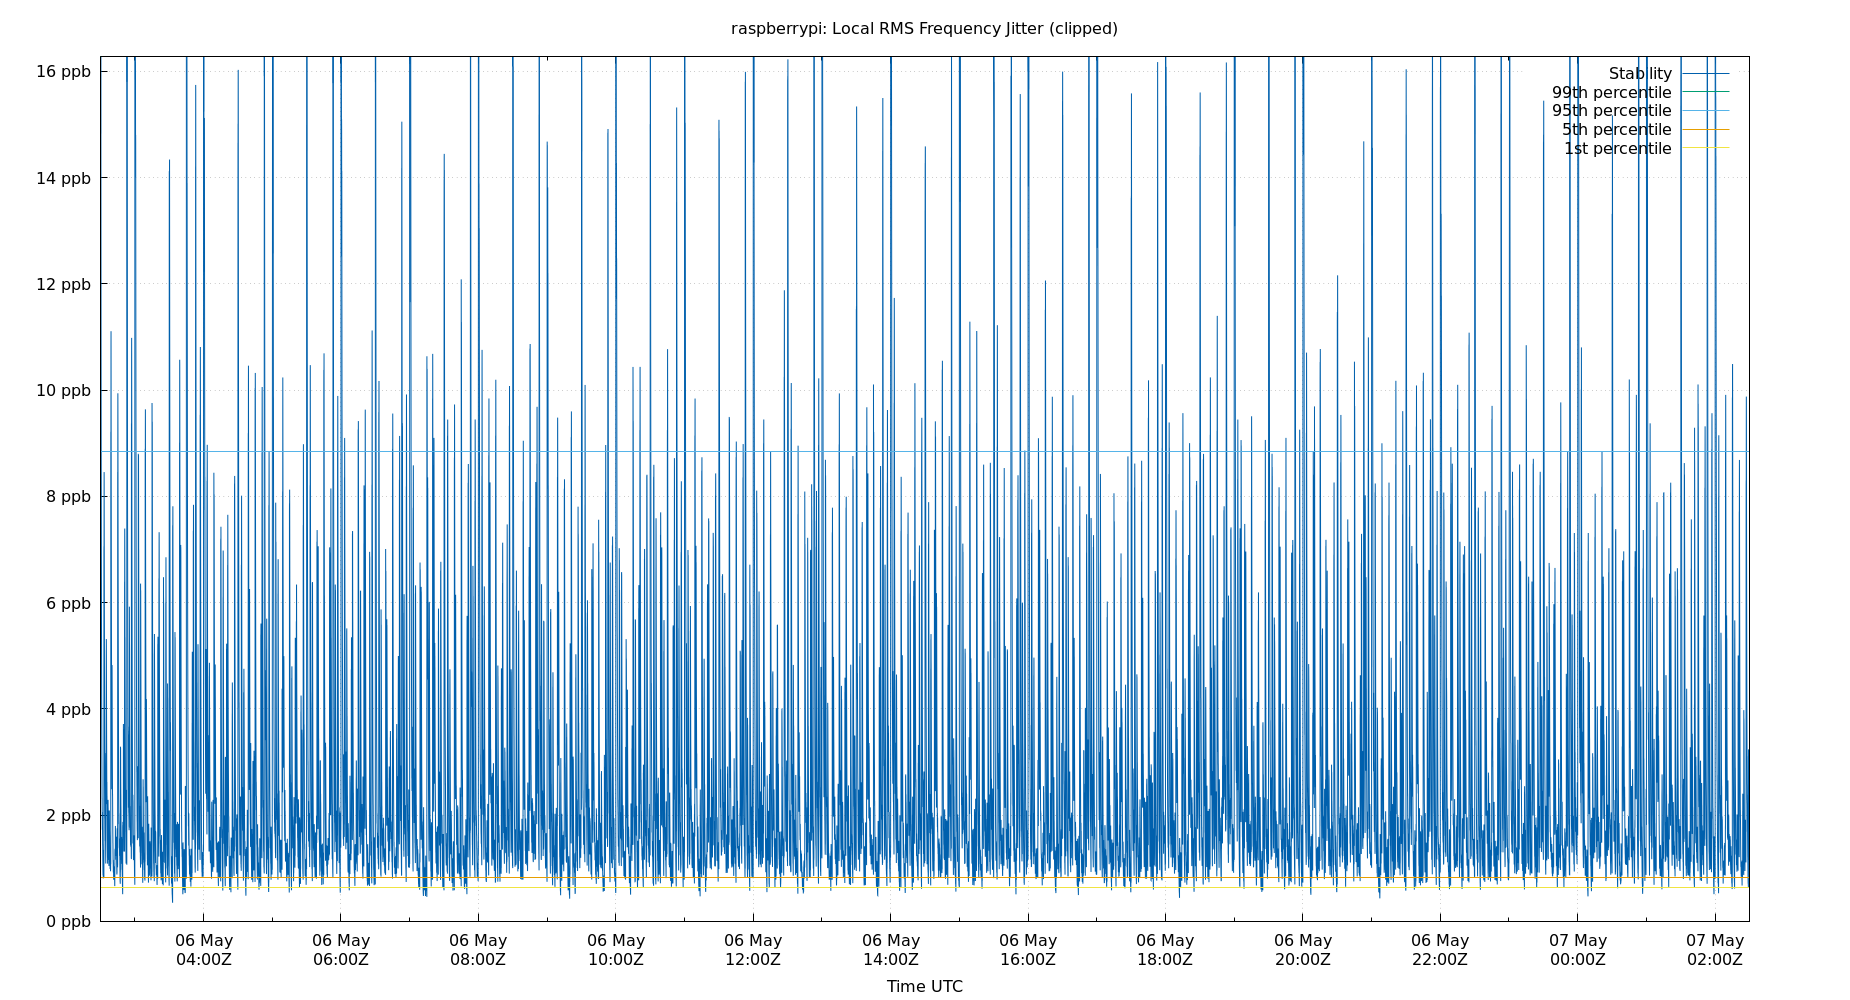 raspberrypi: Local RMS Frequency Jitter (clipped)
16 ppb
14 ppb
12 ppb
10 ppb
8 ppb
6 ppb
4 ppb
2 ppb
0 ppb
Stability
99th percentile
95th percentile
5th percentile
1st percentile
06 May 06 May 06 May 06 May 06 May 06 May 06 May 06 May 06 May 06 May 07 May 07 May
04:00Z 06:00Z 08:00Z 10:00Z 12:00Z 14:00Z 16:00Z 18:00Z 20:00Z 22:00Z 00:00Z 02:00Z
Time UTC